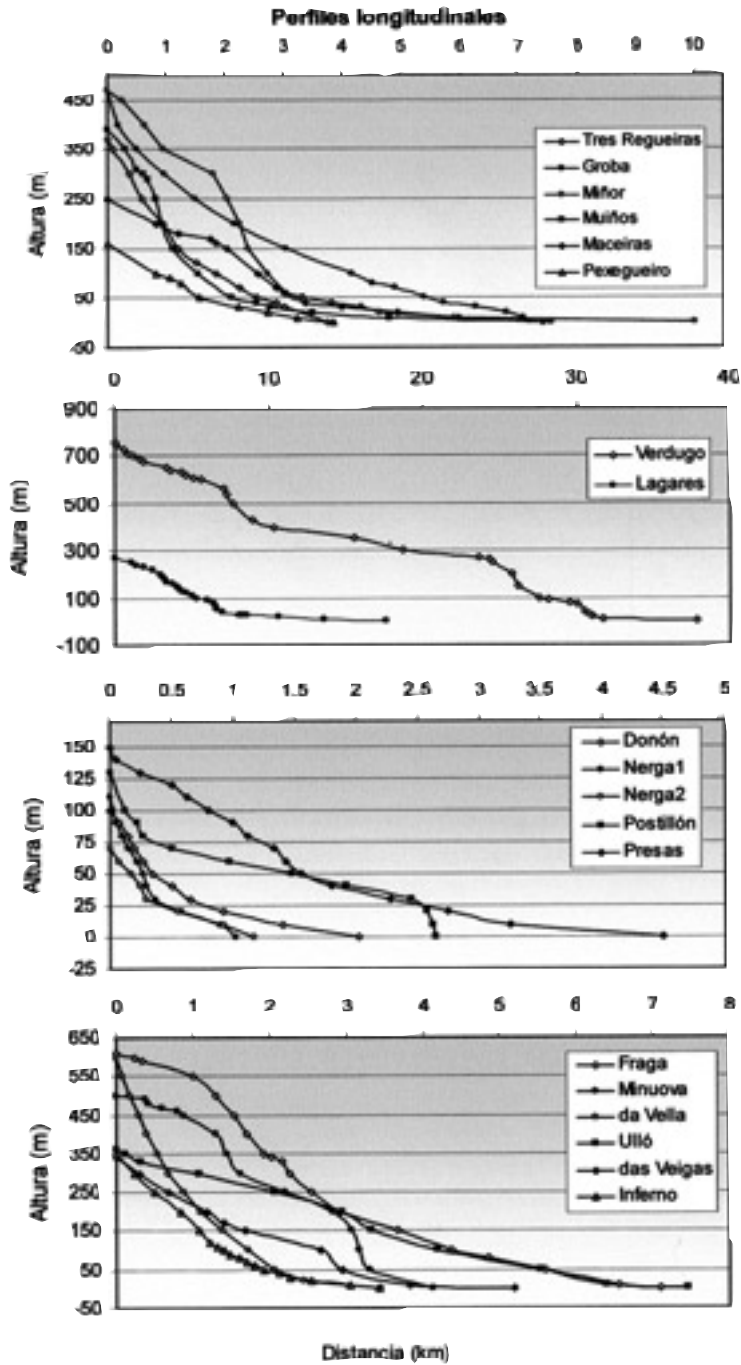 Perfiles longitudinales
0 1 2 3 4 5 6 7 8 9 10
450
350
250
150
50
-50
Altura (m)
Tres Regueiras
Groba
Miñor
Muiños
Maceiras
Pexegueiro
0 10 20 30 40
900
700
500
300
100
-100
Altura (m)
Verdugo
Lagares
0 0.5 1 1.5 2 2.5 3 3.5 4 4.5 5
150
125
100
75
50
25
0
-25
Altura (m)
Donón
Nerga1
Nerga2
Postillón
Presas
0 1 2 3 4 5 6 7 8
650
550
450
350
250
150
50
-50
Altura (m)
Fraga
Minuova
da Vella
Ulló
das Veigas
Inferno
Distancia (km)